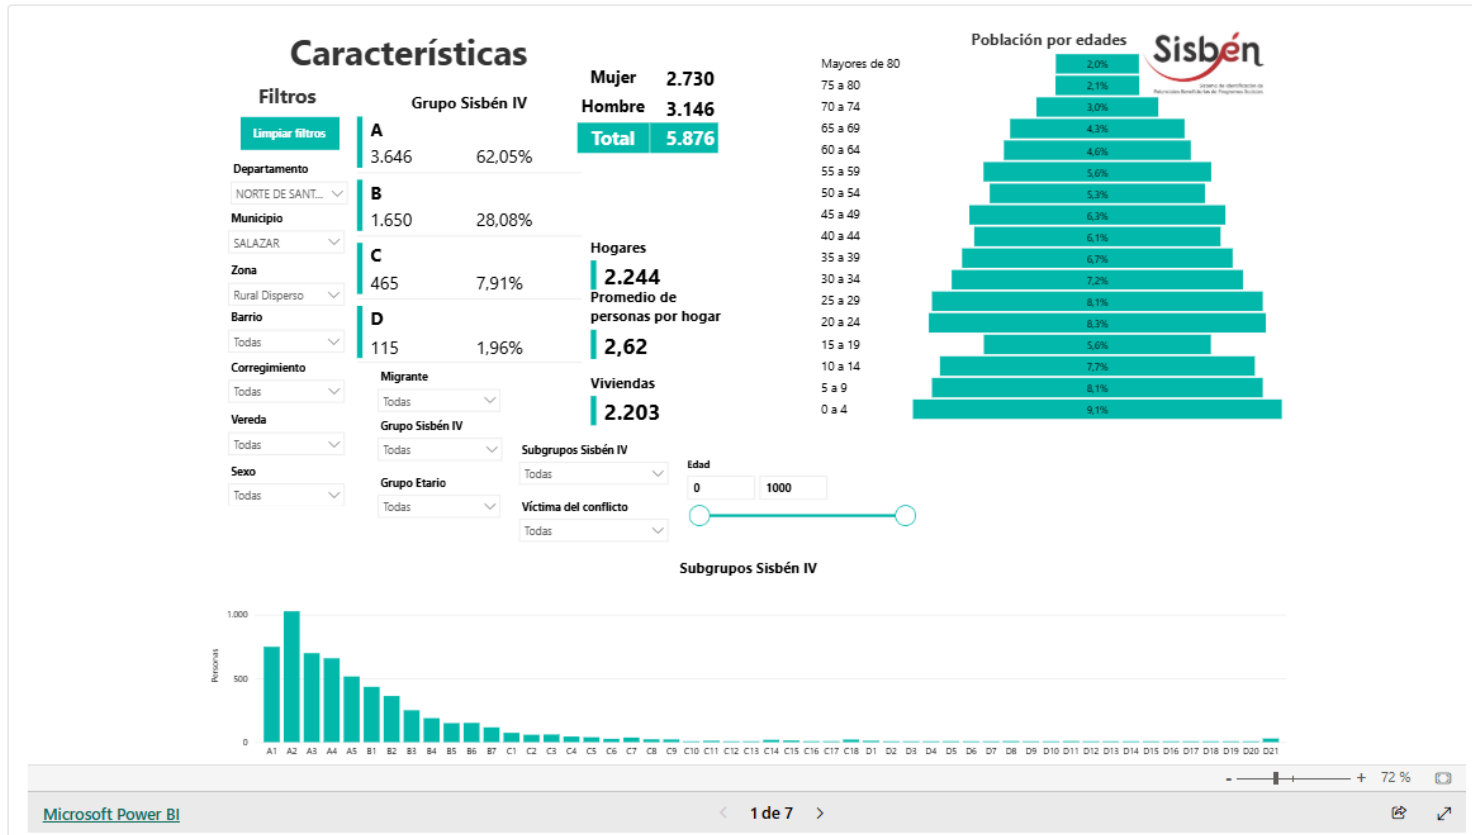 Características
Filtros
Limpiar filtros
Departamento
NORTE DE SANT...
Municipio
SALAZAR
Zona
Rural Disperso
Barrio
Todas
Corregimiento
Todas
Vereda
Todas
Sexo
Todas
Grupo Sisbén IV
A
3.646 62,05%
B
1.650 28,08%
C
465 7,91%
D
115 1,96%
Migrante
Todas
Grupo Sisbén IV
Todas
Grupo Etario
Todas
Mujer 2.730
Hombre 3.146
Total 5.876
Hogares
2.244
Promedio de
personas por hogar
2,62
Viviendas
2.203
Subgrupos Sisbén IV
Todas
Víctima del conflicto
Todas
Edad
0 1000
Población por edades
Sisbén
Sistema de Identificación de
Potenciales Beneficiarios de Programas Sociales
Mayores de 80 2,0%
75 a 80 2,1%
70 a 74 3,0%
65 a 69 4,3%
60 a 64 4,6%
55 a 59 5,6%
50 a 54 5,3%
45 a 49 6,3%
40 a 44 6,1%
35 a 39 6,7%
30 a 34 7,2%
25 a 29 8,1%
20 a 24 8,3%
15 a 19 5,6%
10 a 14 7,7%
5 a 9 8,1%
0 a 4 9,1%
Subgrupos Sisbén IV
Personas
1.000
500
0
A1 A2 A3 A4 A5 B1 B2 B3 B4 B5 B6 B7 C1 C2 C3 C4 C5 C6 C7 C8 C9 C10 C11 C12 C13 C14 C15 C16 C17 C18 D1 D2 D3 D4 D5 D6 D7 D8 D9 D10 D11 D12 D13 D14 D15 D16 D17 D18 D19 D20 D21
- + 72 %
Microsoft Power BI
1 de 7